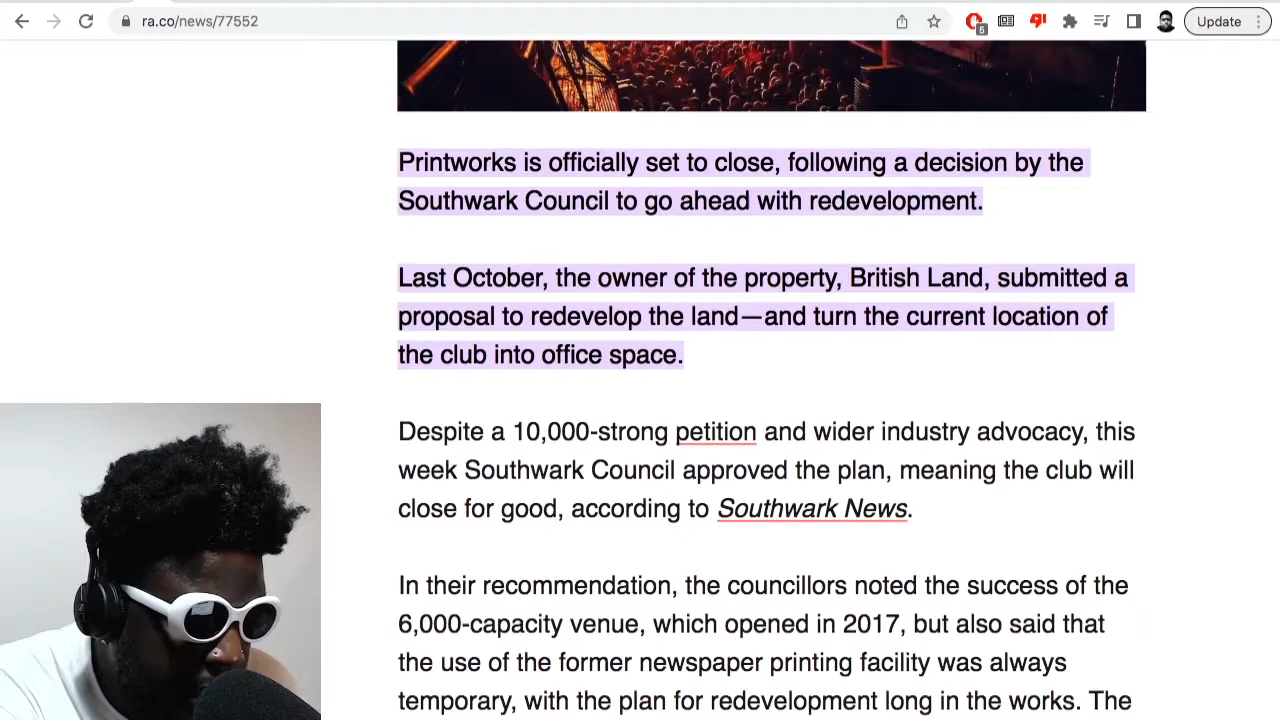 ra.co/news/77552
5
Update
Printworks is officially set to close, following a decision by the
Southwark Council to go ahead with redevelopment.
Last October, the owner of the property, British Land, submitted a
proposal to redevelop the land—and turn the current location of
the club into office space.
Despite a 10,000-strong petition and wider industry advocacy, this
week Southwark Council approved the plan, meaning the club will
close for good, according to Southwark News.
In their recommendation, the councillors noted the success of the
6,000-capacity venue, which opened in 2017, but also said that
the use of the former newspaper printing facility was always
temporary, with the plan for redevelopment long in the works. The